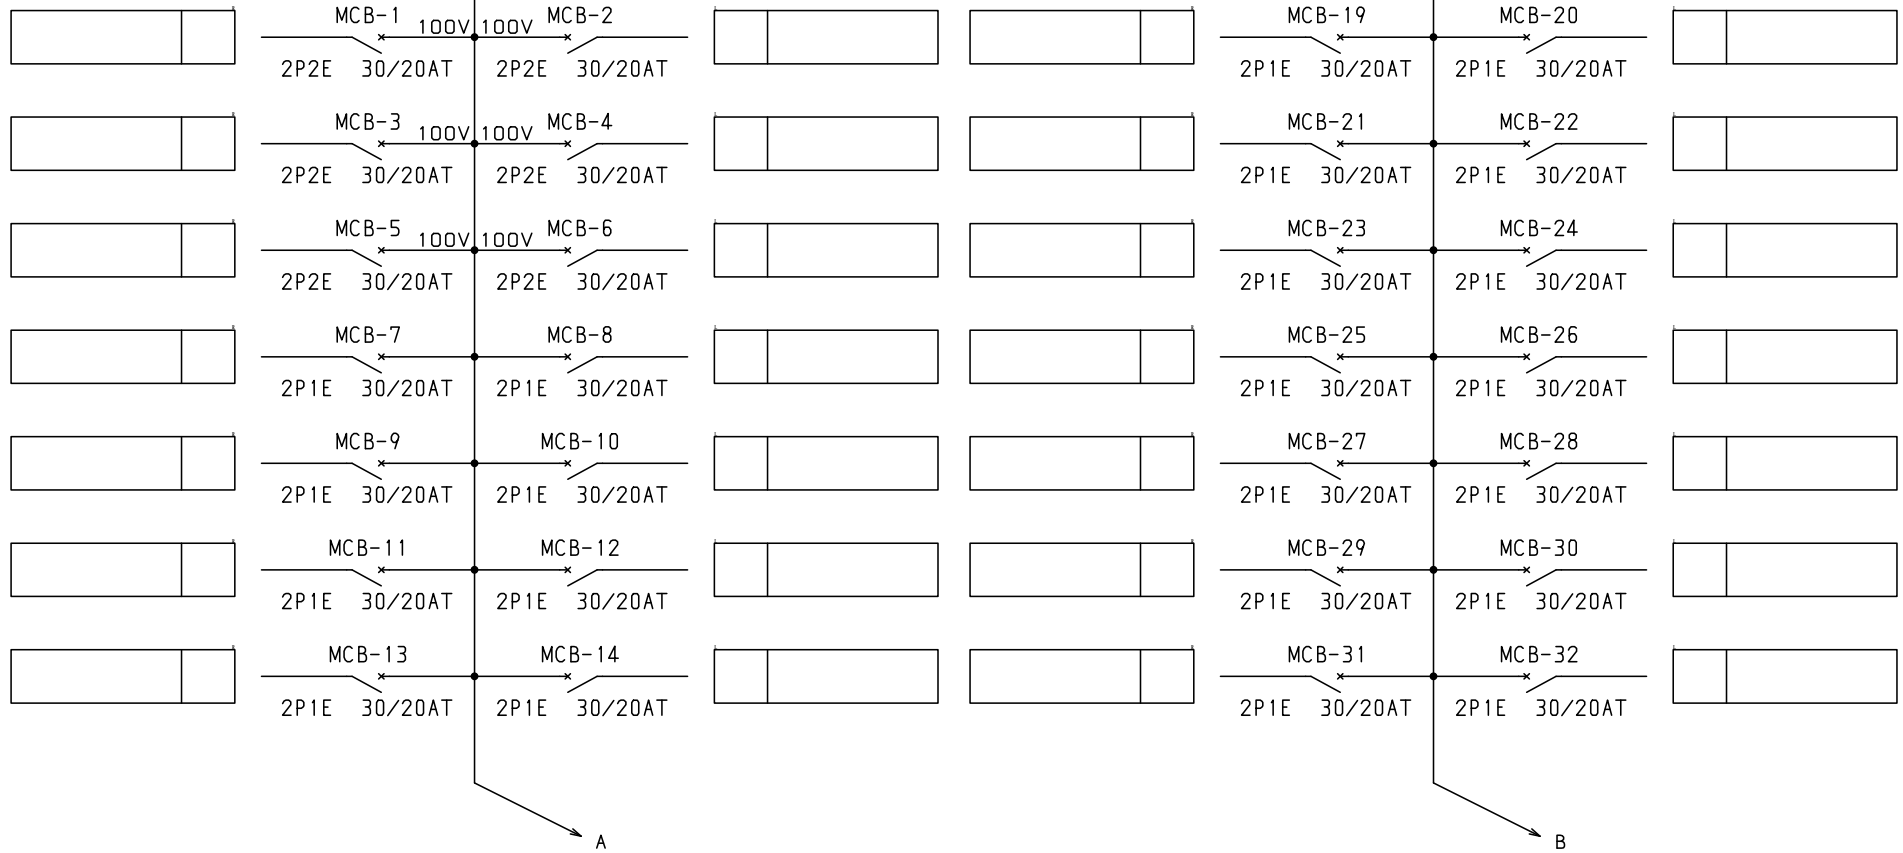 MCB-1 100V 100V MCB-2 MCB-19 MCB-20
2P2E 30/20AT 2P2E 30/20AT 2P1E 30/20AT 2P1E 30/20AT
MCB-3 100V 100V MCB-4 MCB-21 MCB-22
2P2E 30/20AT 2P2E 30/20AT 2P1E 30/20AT 2P1E 30/20AT
MCB-5 100V 100V MCB-6 MCB-23 MCB-24
2P2E 30/20AT 2P2E 30/20AT 2P1E 30/20AT 2P1E 30/20AT
MCB-7 MCB-8 MCB-25 MCB-26
2P1E 30/20AT 2P1E 30/20AT 2P1E 30/20AT 2P1E 30/20AT
MCB-9 MCB-10 MCB-27 MCB-28
2P1E 30/20AT 2P1E 30/20AT 2P1E 30/20AT 2P1E 30/20AT
MCB-11 MCB-12 MCB-29 MCB-30
2P1E 30/20AT 2P1E 30/20AT 2P1E 30/20AT 2P1E 30/20AT
MCB-13 MCB-14 MCB-31 MCB-32
2P1E 30/20AT 2P1E 30/20AT 2P1E 30/20AT 2P1E 30/20AT
A B